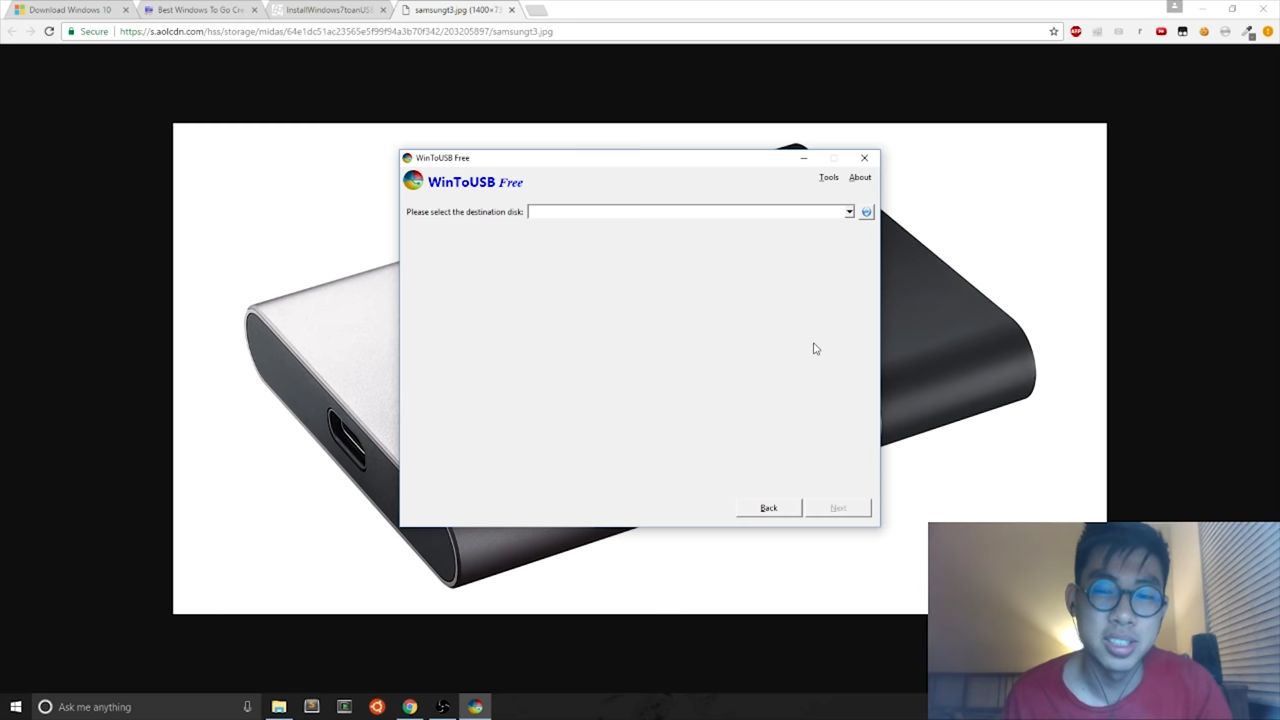 Download Windows 10
Best Windows To Go Cre
InstallWindows7toanUSB
samsungt3.jpg (1400×73
Secure
https://s.aolcdn.com/hss/storage/midas/64e1dc51ac23565e5f99f94a3b70f342/203205897/samsungt3.jpg
WinToUSB Free
WinToUSB Free
Tools
About
Please select the destination disk:
Back
Next
Ask me anything